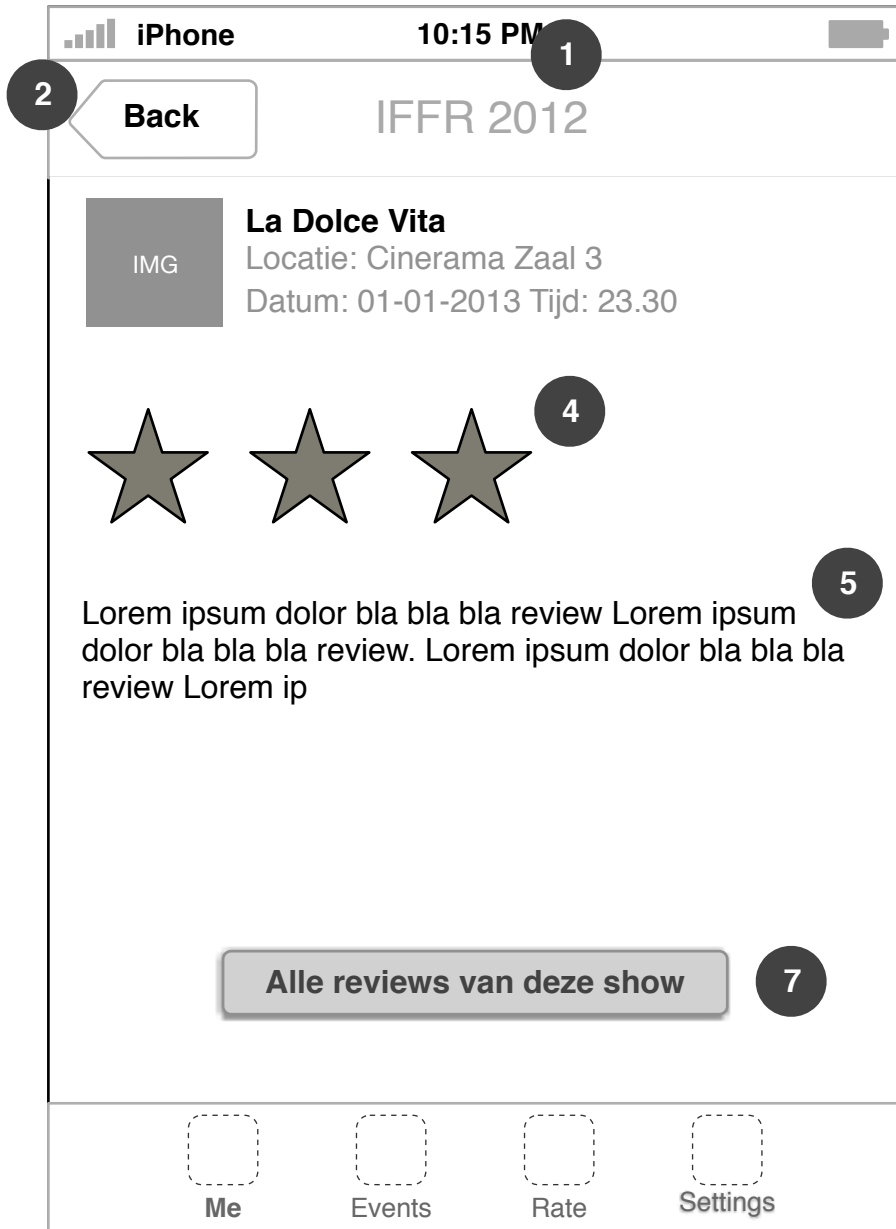 iPhone 10:15 PM
1
2
Back
IFFR 2012
IMG
La Dolce Vita
Locatie: Cinerama Zaal 3
Datum: 01-01-2013 Tijd: 23.30
4
5
Lorem ipsum dolor bla bla bla review Lorem ipsum
dolor bla bla bla review. Lorem ipsum dolor bla bla bla
review Lorem ip
Alle reviews van deze show
7
Me Events Rate Settings